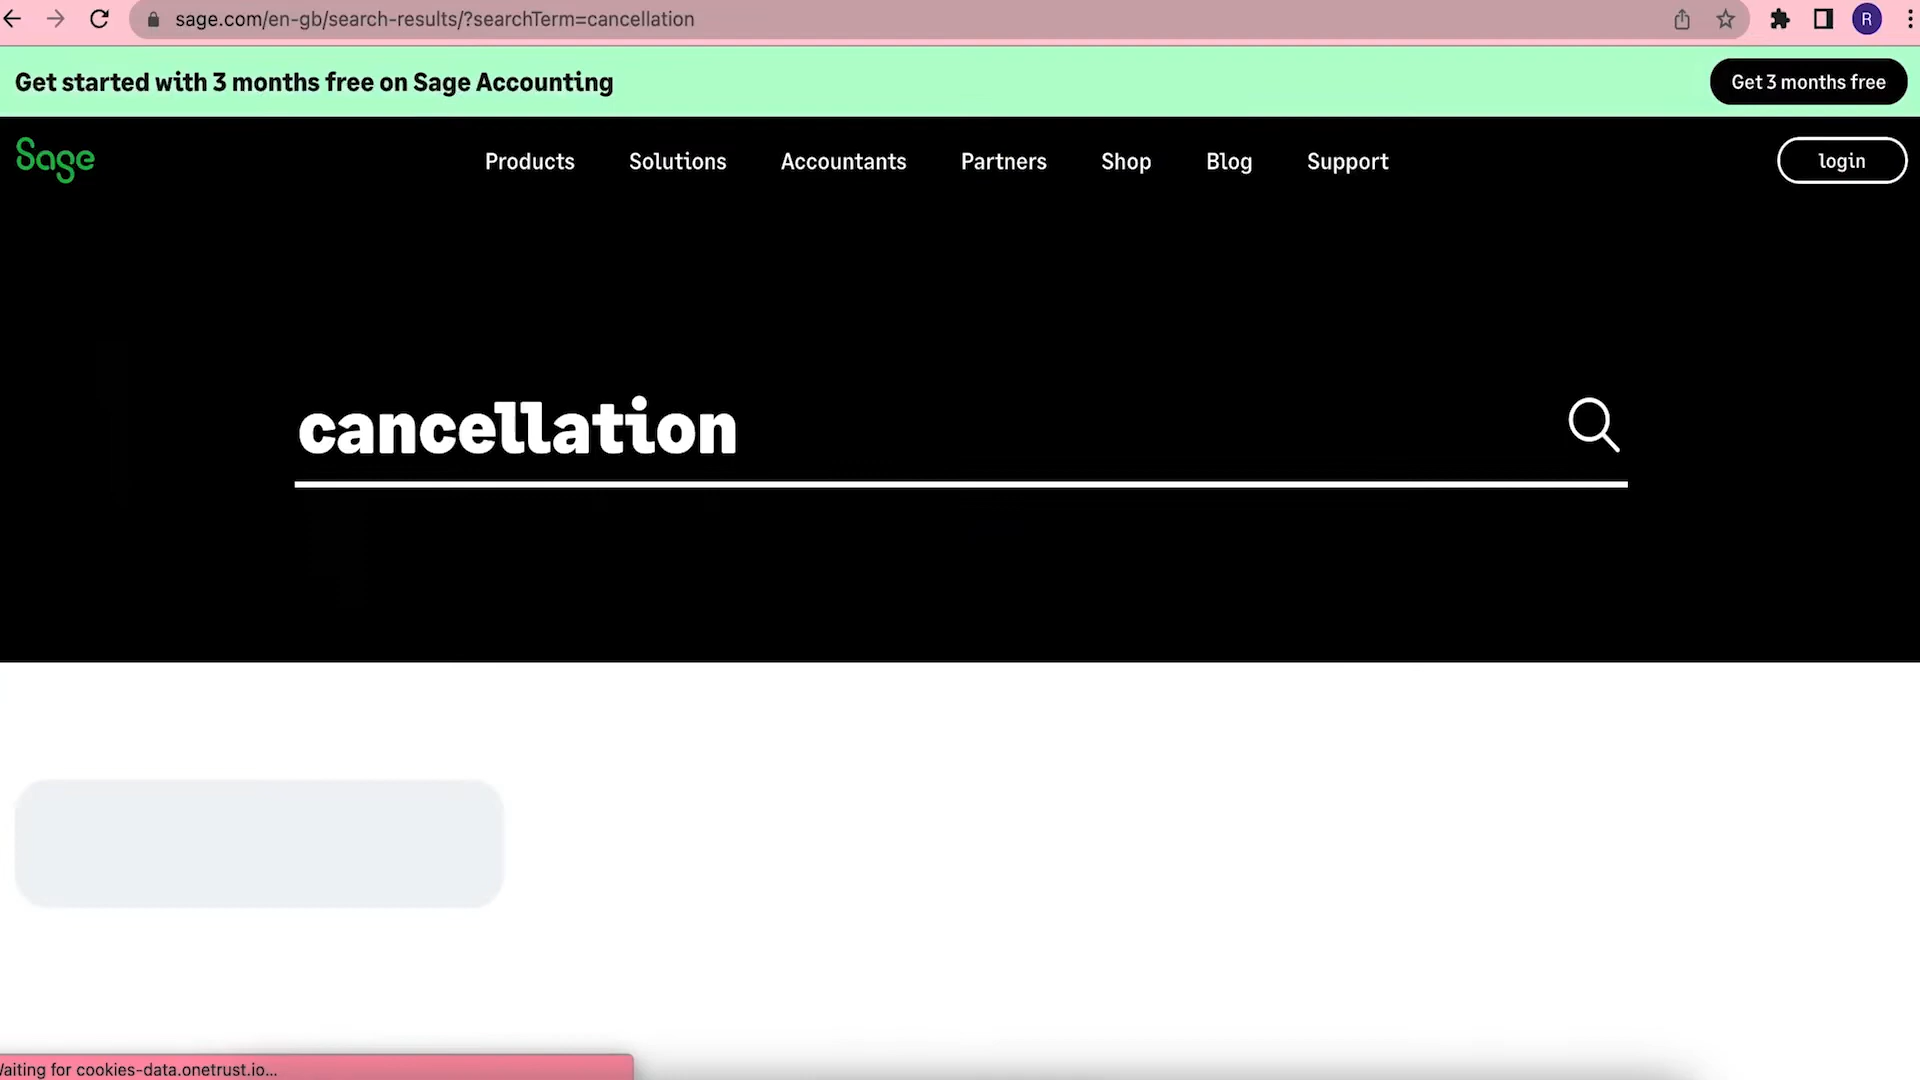 sage.com/en-gb/search-results/?searchTerm=cancellation
R
Get started with 3 months free on Sage Accounting
Get 3 months free
Sage
Products
Solutions
Accountants
Partners
Shop
Blog
Support
login
cancellation
Waiting for cookies-data.onetrust.io...